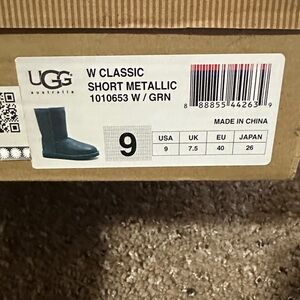 UGG
australia
W CLASSIC
SHORT METALLIC
1010653 W / GRN
8 88855 44263 9
MADE IN CHINA
9
USA UK EU JAPAN
9 7.5 40 26